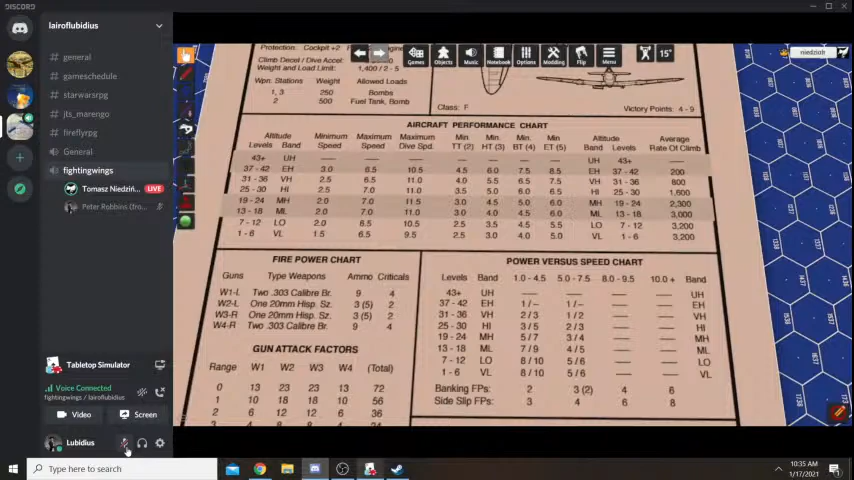 DISCORD
lairoflubidius
# general
# gameschedule
# starwarsrpg
# jts_marengo
# fireflyrpg
General
fightingwings
Tomasz Niedziń... LIVE
Peter Robbins (fro...
Tabletop Simulator
Voice Connected
fightingwings / lairoflubidius
Video Screen
Lubidius
Games Objects Music Notebook Options Modding Flip Menu 15°
niedziolr
Protection: Cockpit +2
Climb Decel / Dive Accel
Weight and Load Limit: 1,400 / 2 - 5
Wpn: Stations Weight Allowed Loads
1, 3 250 Bombs
2 500 Fuel Tank, Bomb
Class: F Victory Points: 4 - 9
AIRCRAFT PERFORMANCE CHART
Altitude Minimum Maximum Maximum Min. Min. Min. Min. Altitude Average
Levels Band Speed Speed Dive Spd. TT (2) HT (3) BT (4) ET (5) Band Levels Rate Of Climb
43+ UH — — — — — — — UH 43+ —
37 - 42 EH 3.0 6.5 10.5 4.5 6.0 7.5 8.5 EH 37 - 42 200
31 - 36 VH 2.5 6.5 11.0 4.0 5.5 6.5 7.5 VH 31 - 36 800
25 - 30 HI 2.5 7.0 11.0 3.5 5.0 6.0 6.5 HI 25 - 30 1,600
19 - 24 MH 2.0 7.0 11.5 3.0 4.5 5.0 6.0 MH 19 - 24 2,300
13 - 18 ML 2.0 7.0 11.0 3.0 4.0 4.5 6.0 ML 13 - 18 3,000
7 - 12 LO 2.0 6.5 10.5 2.5 3.5 4.5 5.5 LO 7 - 12 3,200
1 - 6 VL 1.5 6.5 9.5 2.5 3.0 4.0 5.0 VL 1 - 6 3,200
FIRE POWER CHART
Guns Type Weapons Ammo Criticals
W1-L Two .303 Calibre Br. 9 4
W2-L One 20mm Hisp. Sz. 3 (5) 2
W3-R One 20mm Hisp. Sz. 3 (5) 2
W4-R Two .303 Calibre Br. 9 4
GUN ATTACK FACTORS
Range W1 W2 W3 W4 (Total)
0 13 23 23 13 72
1 10 18 18 10 56
2 6 12 12 6 36
POWER VERSUS SPEED CHART
Levels Band 1.0 - 4.5 5.0 - 7.5 8.0 - 9.5 10.0 + Band
43+ UH — — — — UH
37 - 42 EH 1 / - 1 / - — — EH
31 - 36 VH 2 / 3 1 / 2 — — VH
25 - 30 HI 3 / 5 2 / 3 — — HI
19 - 24 MH 5 / 7 3 / 4 — — MH
13 - 18 ML 7 / 9 4 / 5 — — ML
7 - 12 LO 8 / 10 5 / 6 — — LO
1 - 6 VL 8 / 10 5 / 6 — — VL
Banking FPs: 2 3 (2) 4 6
Side Slip FPs: 3 4 6 8
1337
1338
Type here to search
10:35 AM
1/17/2021